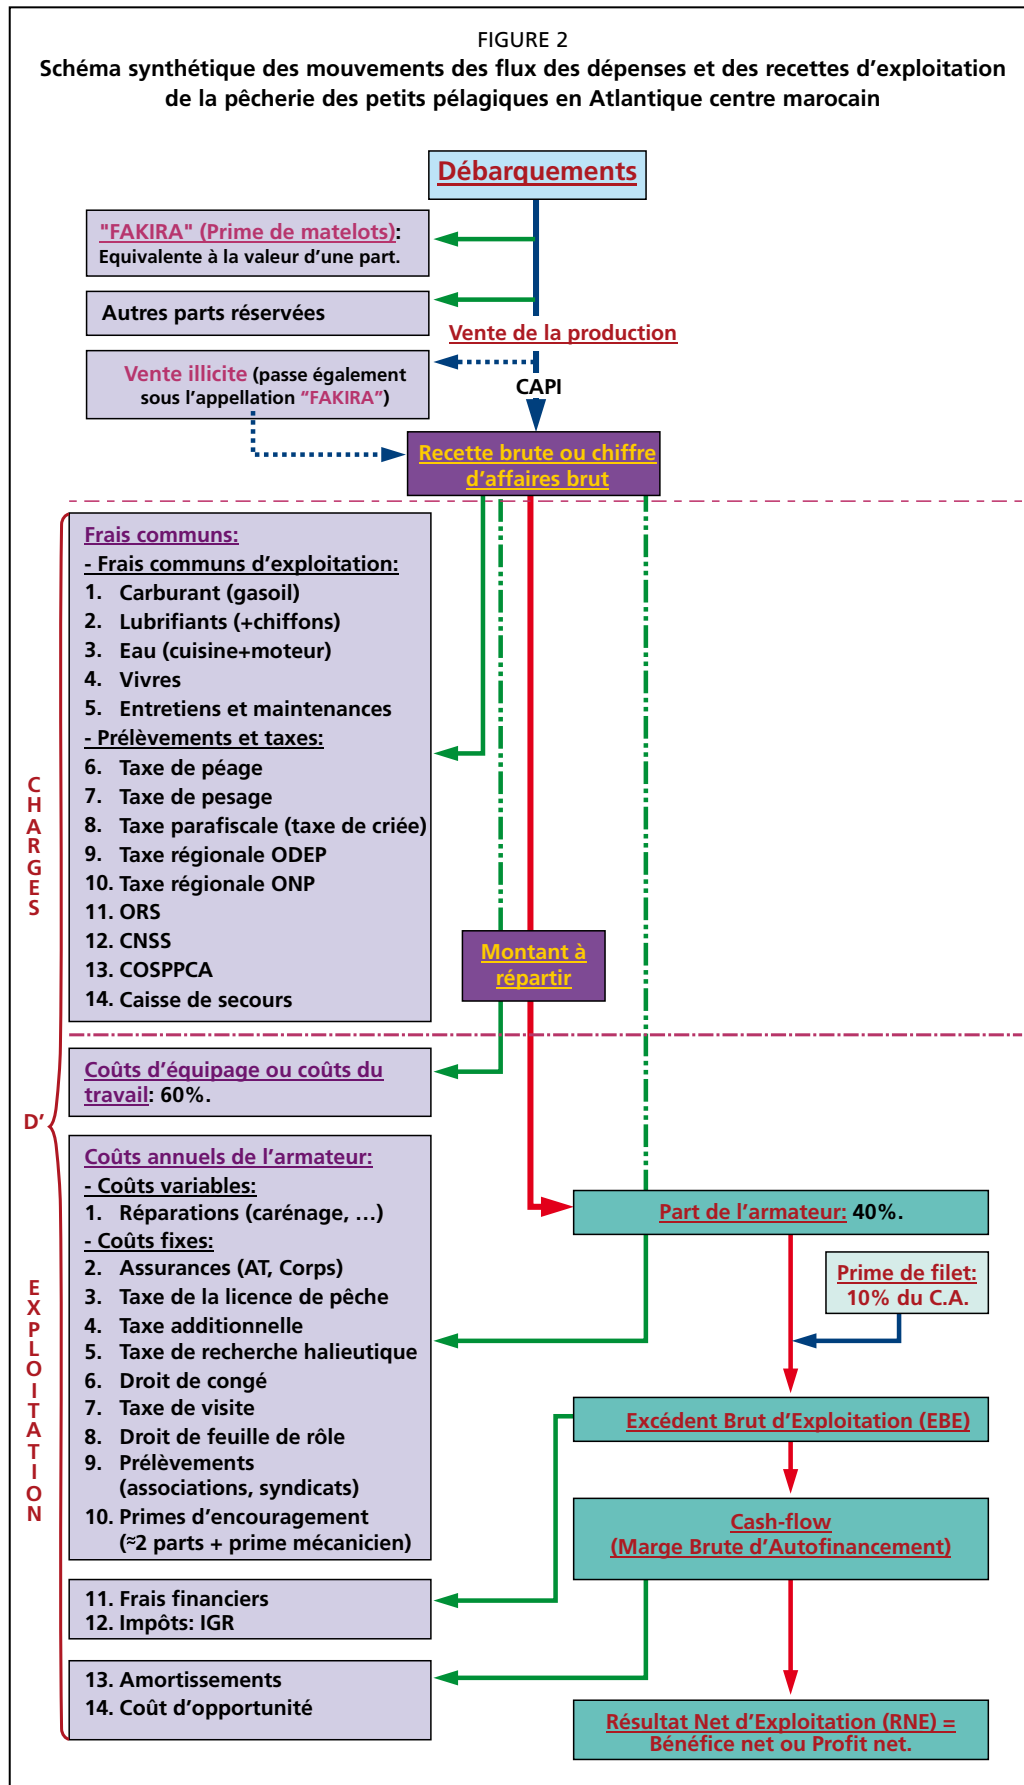 FIGURE 2
Schéma synthétique des mouvements des flux des dépenses et des recettes d’exploitation
de la pêcherie des petits pélagiques en Atlantique centre marocain
Débarquements
"FAKIRA" (Prime de matelots):
Equivalente à la valeur d’une part.
Autres parts réservées
Vente de la production
Vente illicite (passe également
sous l’appellation “FAKIRA”)
CAPI
Recette brute ou chiffre
d’affaires brut
CHARGES
D’
EXPLOITATION
Frais communs:
- Frais communs d’exploitation:
1. Carburant (gasoil)
2. Lubrifiants (+chiffons)
3. Eau (cuisine+moteur)
4. Vivres
5. Entretiens et maintenances
- Prélèvements et taxes:
6. Taxe de péage
7. Taxe de pesage
8. Taxe parafiscale (taxe de criée)
9. Taxe régionale ODEP
10. Taxe régionale ONP
11. ORS
12. CNSS
13. COSPPCA
14. Caisse de secours
Montant à
répartir
Coûts d’équipage ou coûts du
travail: 60%.
Coûts annuels de l’armateur:
- Coûts variables:
1. Réparations (carénage, …)
- Coûts fixes:
2. Assurances (AT, Corps)
3. Taxe de la licence de pêche
4. Taxe additionnelle
5. Taxe de recherche halieutique
6. Droit de congé
7. Taxe de visite
8. Droit de feuille de rôle
9. Prélèvements
(associations, syndicats)
10. Primes d’encouragement
(≈2 parts + prime mécanicien)
11. Frais financiers
12. Impôts: IGR
13. Amortissements
14. Coût d’opportunité
Part de l’armateur: 40%.
Prime de filet:
10% du C.A.
Excédent Brut d’Exploitation (EBE)
Cash-flow
(Marge Brute d’Autofinancement)
Résultat Net d’Exploitation (RNE) =
Bénéfice net ou Profit net.